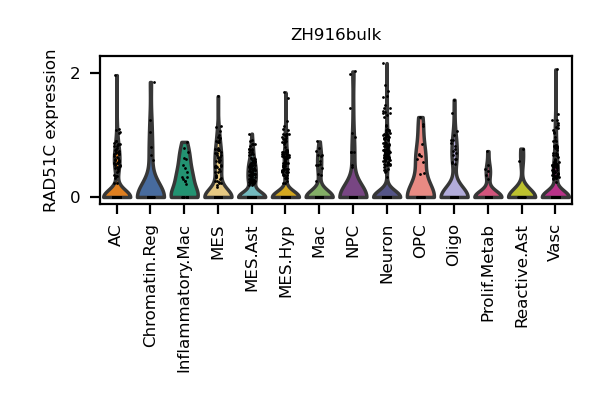 ZH916bulk
RAD51C expression
2
0
AC
Chromatin.Reg
Inflammatory.Mac
MES
MES.Ast
MES.Hyp
Mac
NPC
Neuron
OPC
Oligo
Prolif.Metab
Reactive.Ast
Vasc